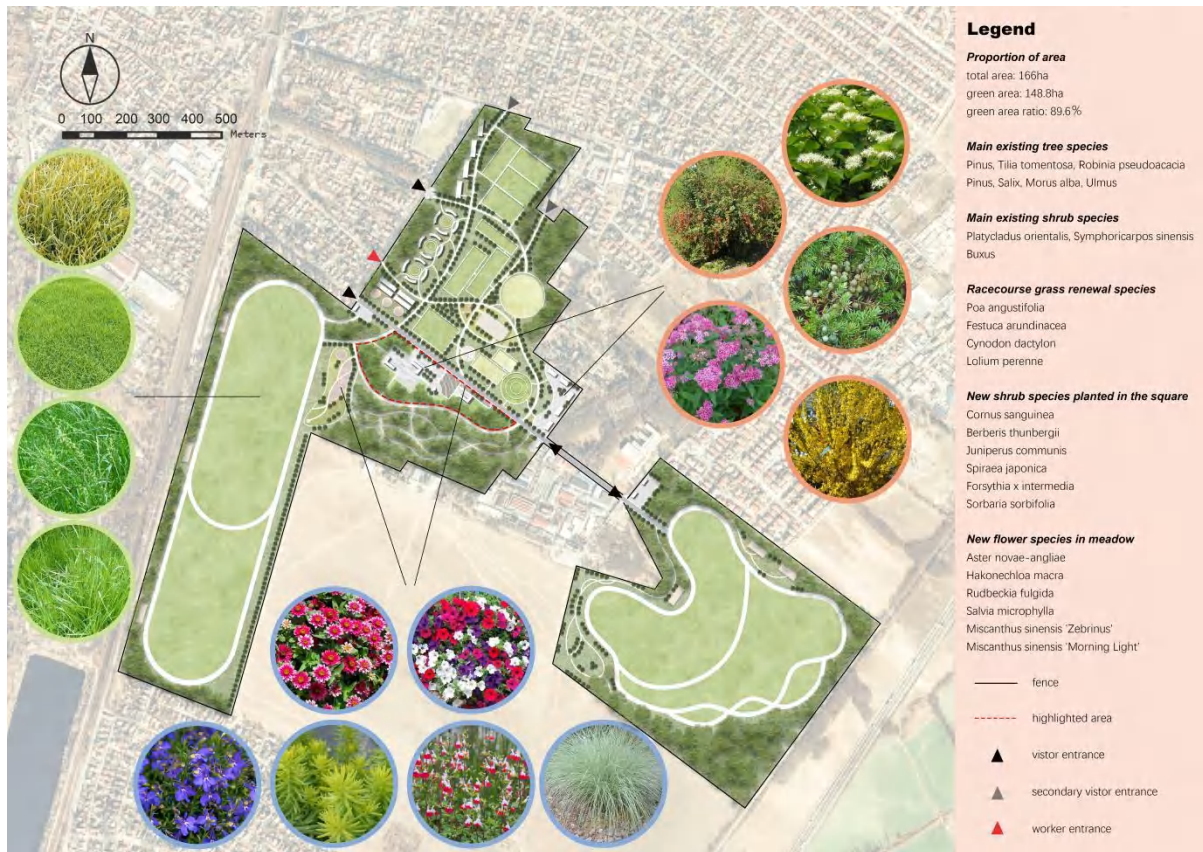 N
0 100 200 300 400 500
Meters
Legend
Proportion of area
total area: 166ha
green area: 148.8ha
green area ratio: 89.6%
Main existing tree species
Pinus, Tilia tomentosa, Robinia pseudoacacia
Pinus, Salix, Morus alba, Ulmus
Main existing shrub species
Platycladus orientalis, Symphoricarpos sinensis
Buxus
Racecourse grass renewal species
Poa angustifolia
Festuca arundinacea
Cynodon dactylon
Lolium perenne
New shrub species planted in the square
Cornus sanguinea
Berberis thunbergii
Juniperus communis
Spiraea japonica
Forsythia x intermedia
Sorbaria sorbifolia
New flower species in meadow
Aster novae-angliae
Hakonechloa macra
Rudbeckia fulgida
Salvia microphylla
Miscanthus sinensis 'Zebrinus'
Miscanthus sinensis 'Morning Light'
fence
highlighted area
vistor entrance
secondary vistor entrance
worker entrance